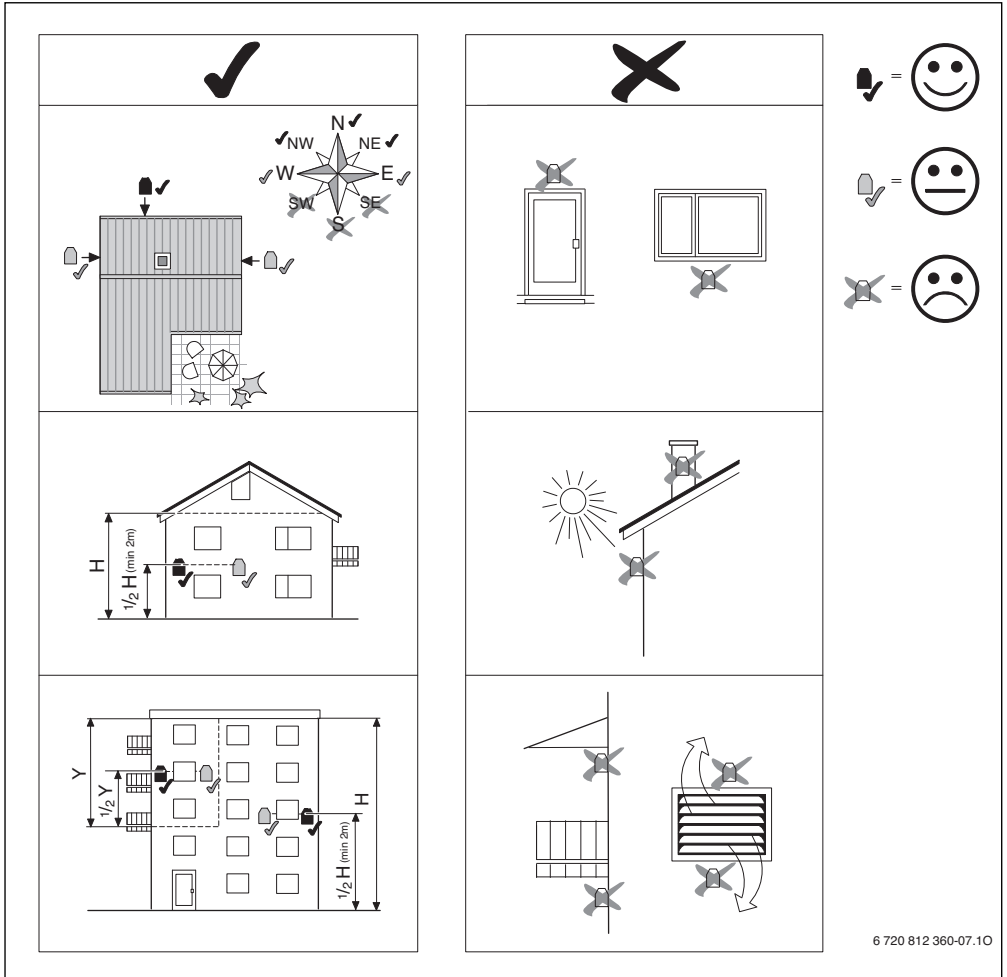 N
NW NE
W E
SW SE
S
=
=
=
H
1/2 H (min 2m)
Y
1/2 Y
H
1/2 H (min 2m)
6 720 812 360-07.1O